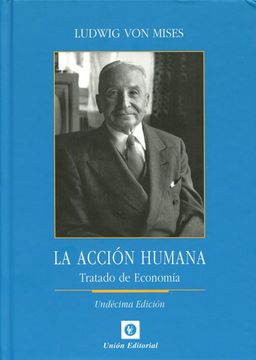 LUDWIG VON MISES
LA ACCIÓN HUMANA
Tratado de Economía
Undécima Edición
Unión Editorial